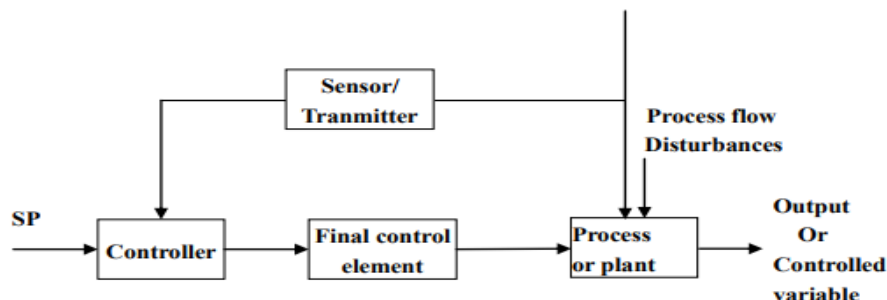 Sensor/
Tranmitter
Process flow
Disturbances
SP
Controller
Final control
element
Process
or plant
Output
Or
Controlled
variable